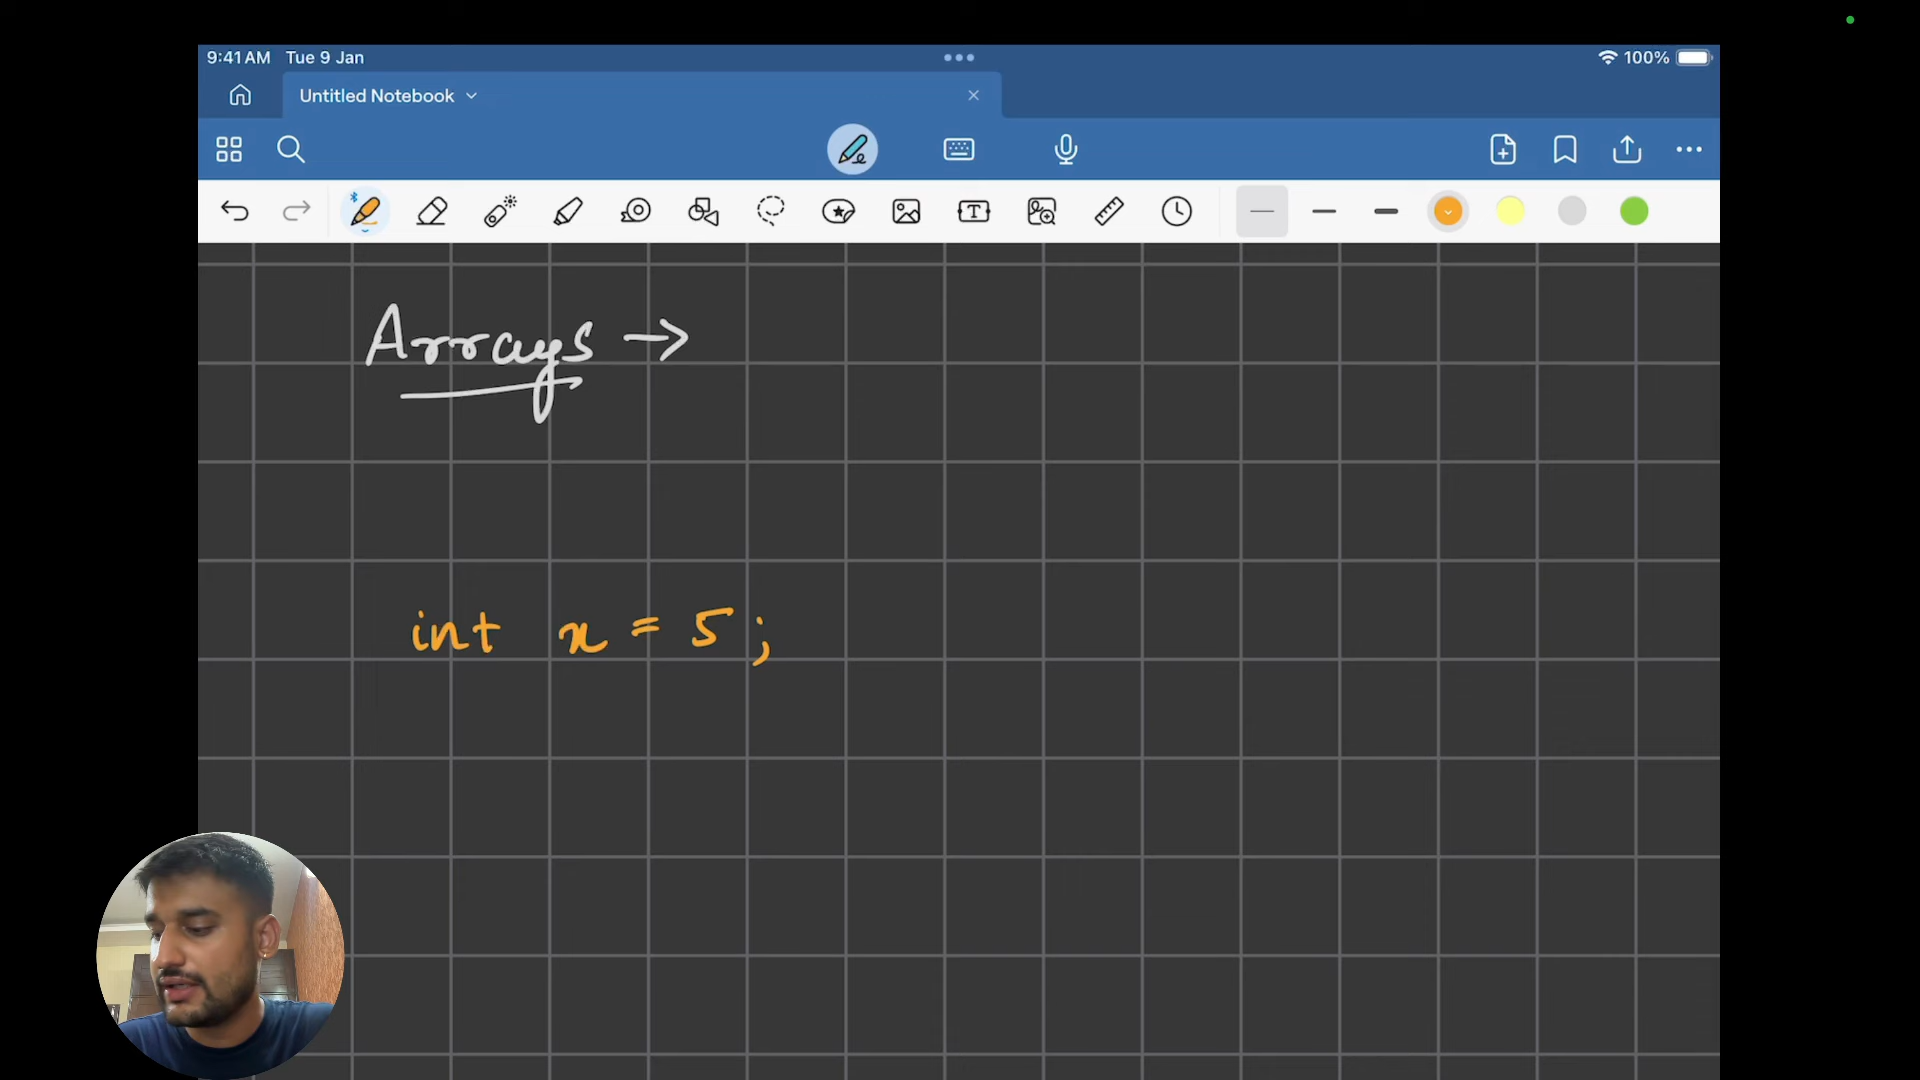 9:41 AM Tue 9 Jan
100%
Untitled Notebook
Arrays →
int x = 5 ;